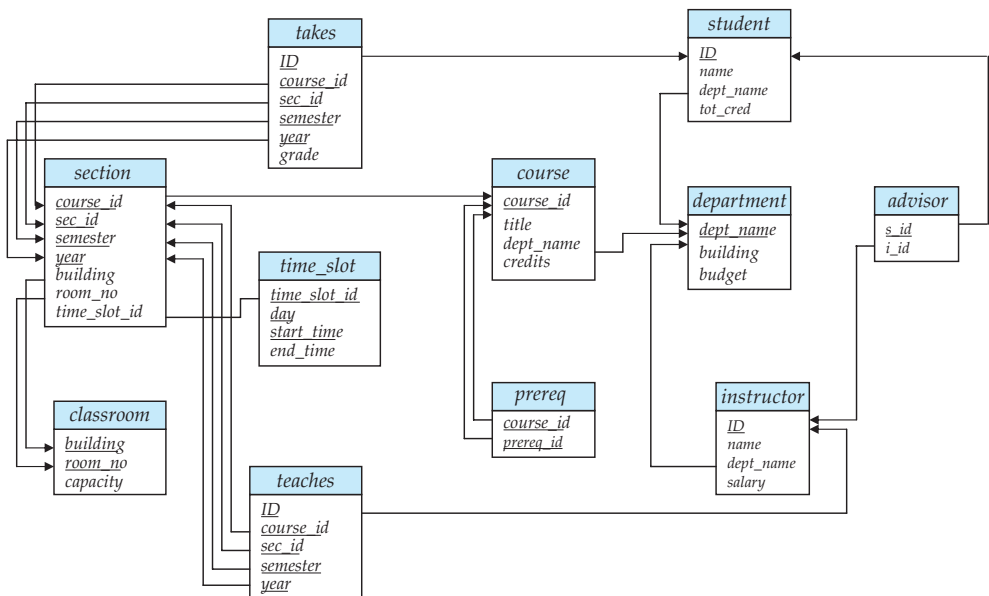 takes
ID
course_id
sec_id
semester
year
grade
student
ID
name
dept_name
tot_cred
section
course_id
sec_id
semester
year
building
room_no
time_slot_id
course
course_id
title
dept_name
credits
department
dept_name
building
budget
advisor
s_id
i_id
time_slot
time_slot_id
day
start_time
end_time
prereq
course_id
prereq_id
instructor
ID
name
dept_name
salary
classroom
building
room_no
capacity
teaches
ID
course_id
sec_id
semester
year